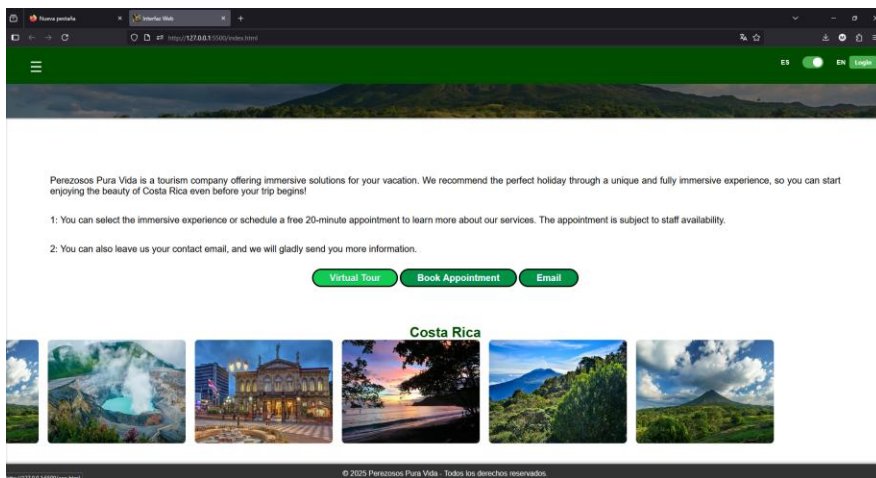 Nueva pestaña
Interfaz Web
http://127.0.0.1:5500/index.html
ES
EN
Login
Perezosos Pura Vida is a tourism company offering immersive solutions for your vacation. We recommend the perfect holiday through a unique and fully immersive experience, so you can start
enjoying the beauty of Costa Rica even before your trip begins!
1: You can select the immersive experience or schedule a free 20-minute appointment to learn more about our services. The appointment is subject to staff availability.
2: You can also leave us your contact email, and we will gladly send you more information.
Virtual Tour Book Appointment Email
Costa Rica
© 2025 Perezosos Pura Vida - Todos los derechos reservados.